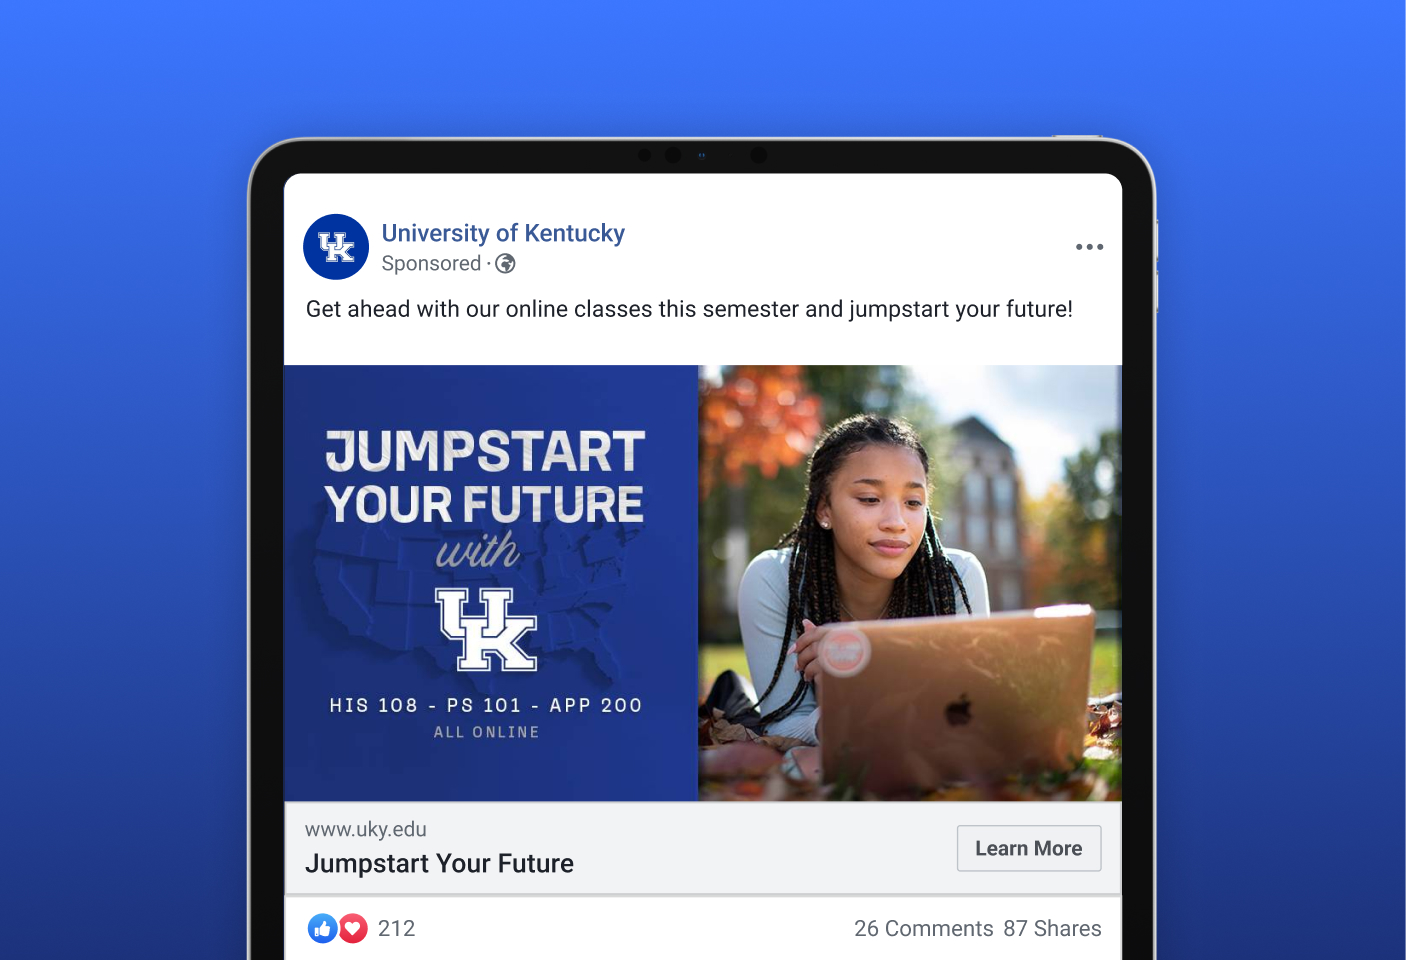 UK
University of Kentucky
Sponsored ·
Get ahead with our online classes this semester and jumpstart your future!
JUMPSTART
YOUR FUTURE
with
UK
HIS 108 - PS 101 - APP 200
ALL ONLINE
www.uky.edu
Jumpstart Your Future
Learn More
212
26 Comments 87 Shares